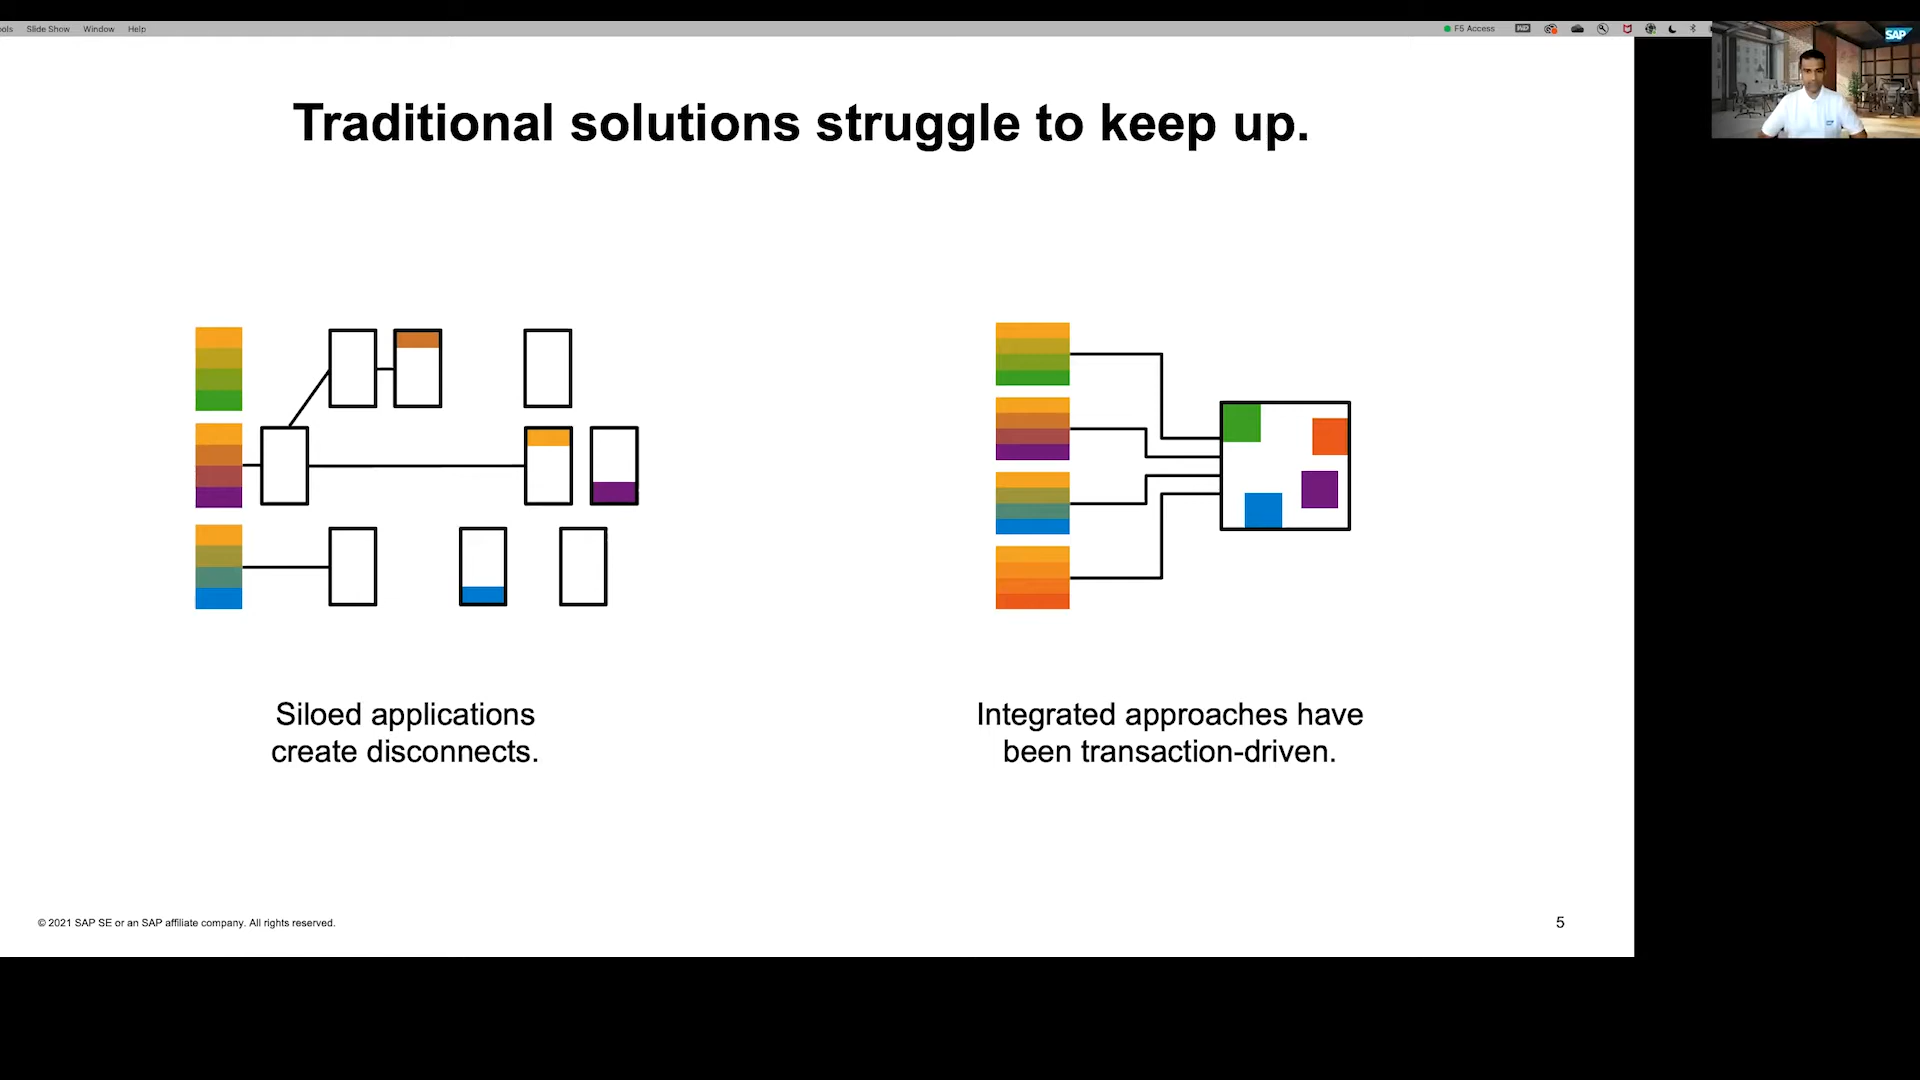 ols Slide Show Window Help F5 Access
SAP
Traditional solutions struggle to keep up.
Siloed applications
create disconnects.
Integrated approaches have
been transaction-driven.
© 2021 SAP SE or an SAP affiliate company. All rights reserved.
5